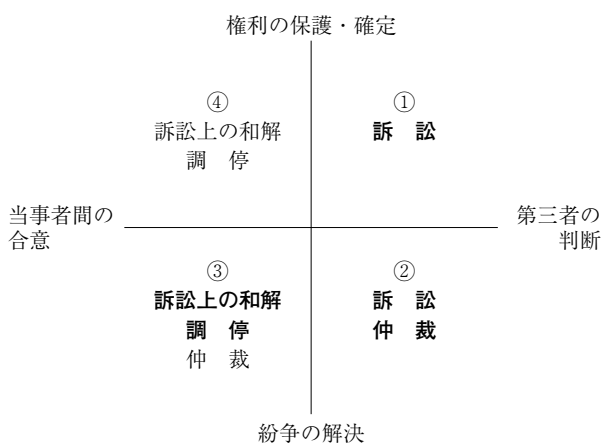 権利の保護・確定
④
訴訟上の和解
調 停
①
訴 訟
当事者間の
合意
第三者の
判断
③
訴訟上の和解
調 停
仲 裁
②
訴 訟
仲 裁
紛争の解決